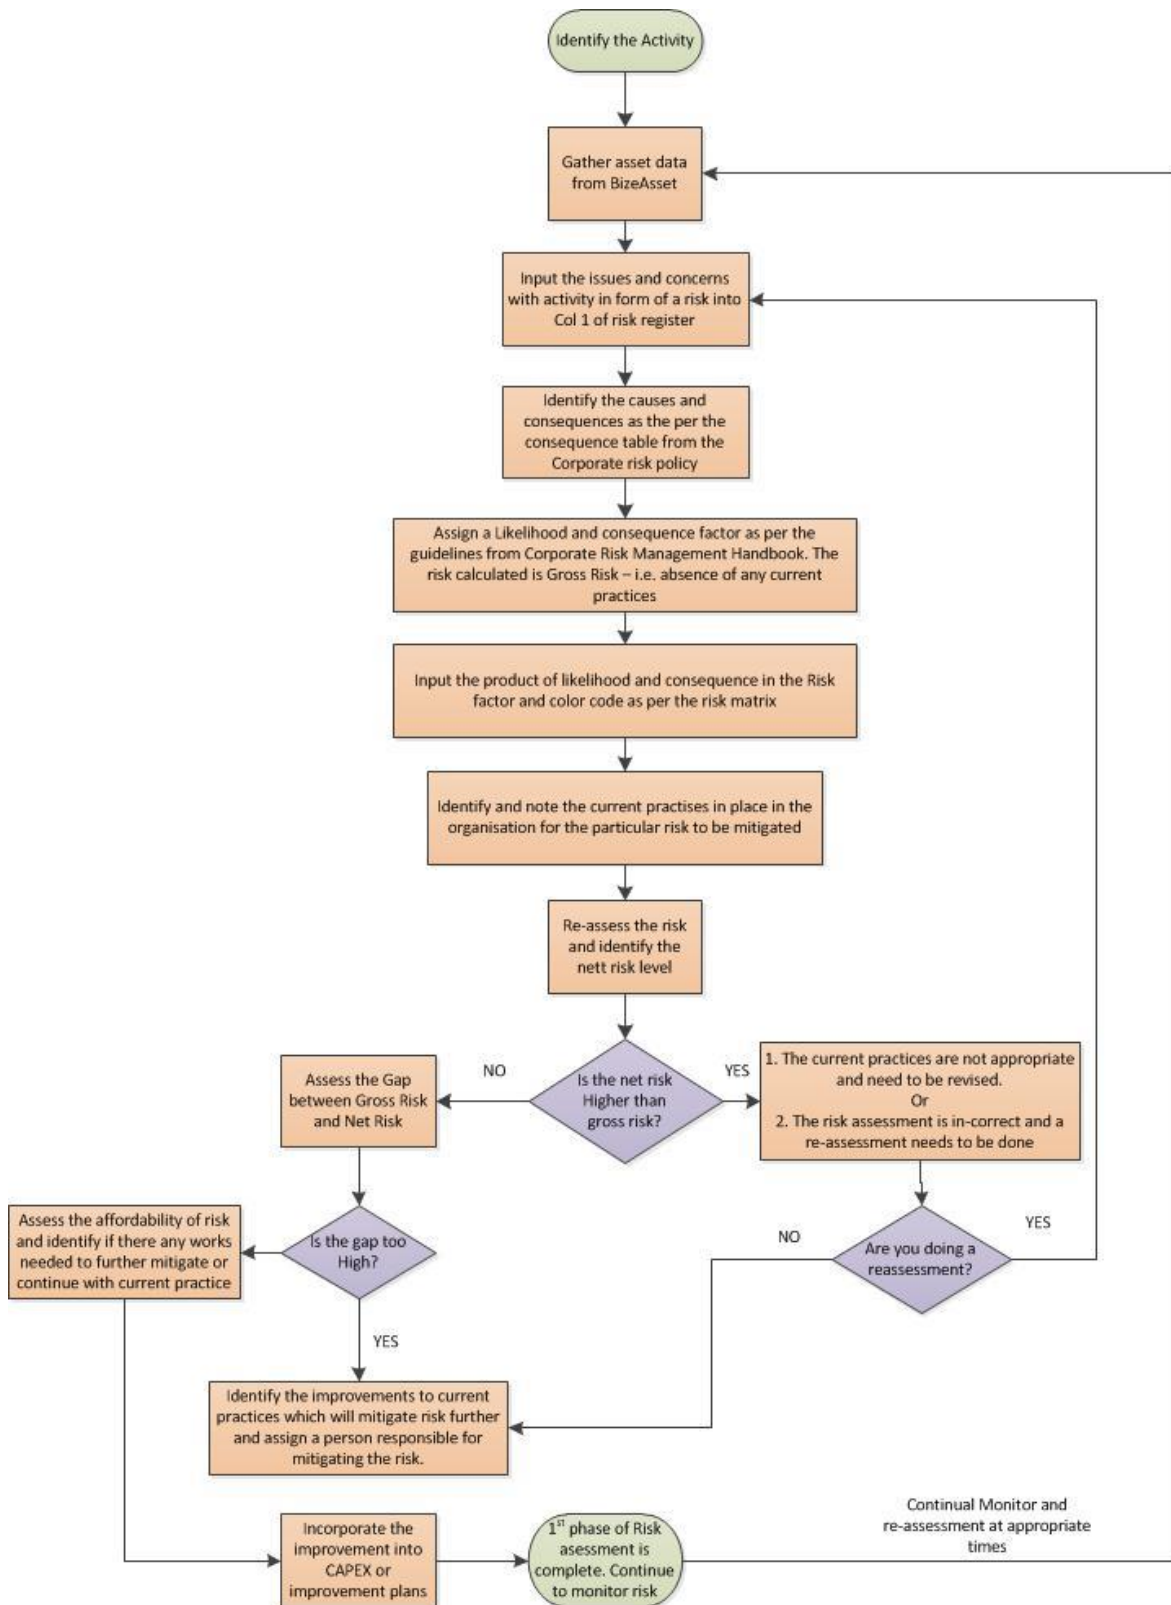 Identify the Activity
Gather asset data
from BizeAsset
Input the issues and concerns
with activity in form of a risk into
Col 1 of risk register
Identify the causes and
consequences as the per the
consequence table from the
Corporate risk policy
Assign a Likelihood and consequence factor as per the
guidelines from Corporate Risk Management Handbook. The
risk calculated is Gross Risk – i.e. absence of any current
practices
Input the product of likelihood and consequence in the Risk
factor and color code as per the risk matrix
Identify and note the current practises in place in the
organisation for the particular risk to be mitigated
Re-assess the risk
and identify the
nett risk level
Is the net risk
Higher than
gross risk?
NO
YES
Assess the Gap
between Gross Risk
and Net Risk
1. The current practices are not appropriate
and need to be revised.
Or
2. The risk assessment is in-correct and a
re-assessment needs to be done
Assess the affordability of risk
and identify if there any works
needed to further mitigate or
continue with current practice
Is the gap too
High?
NO
Are you doing a
reassessment?
YES
YES
Identify the improvements to current
practices which will mitigate risk further
and assign a person responsible for
mitigating the risk.
Incorporate the
improvement into
CAPEX or
improvement plans
1ST phase of Risk
asessment is
complete. Continue
to monitor risk
Continual Monitor and
re-assessment at appropriate
times